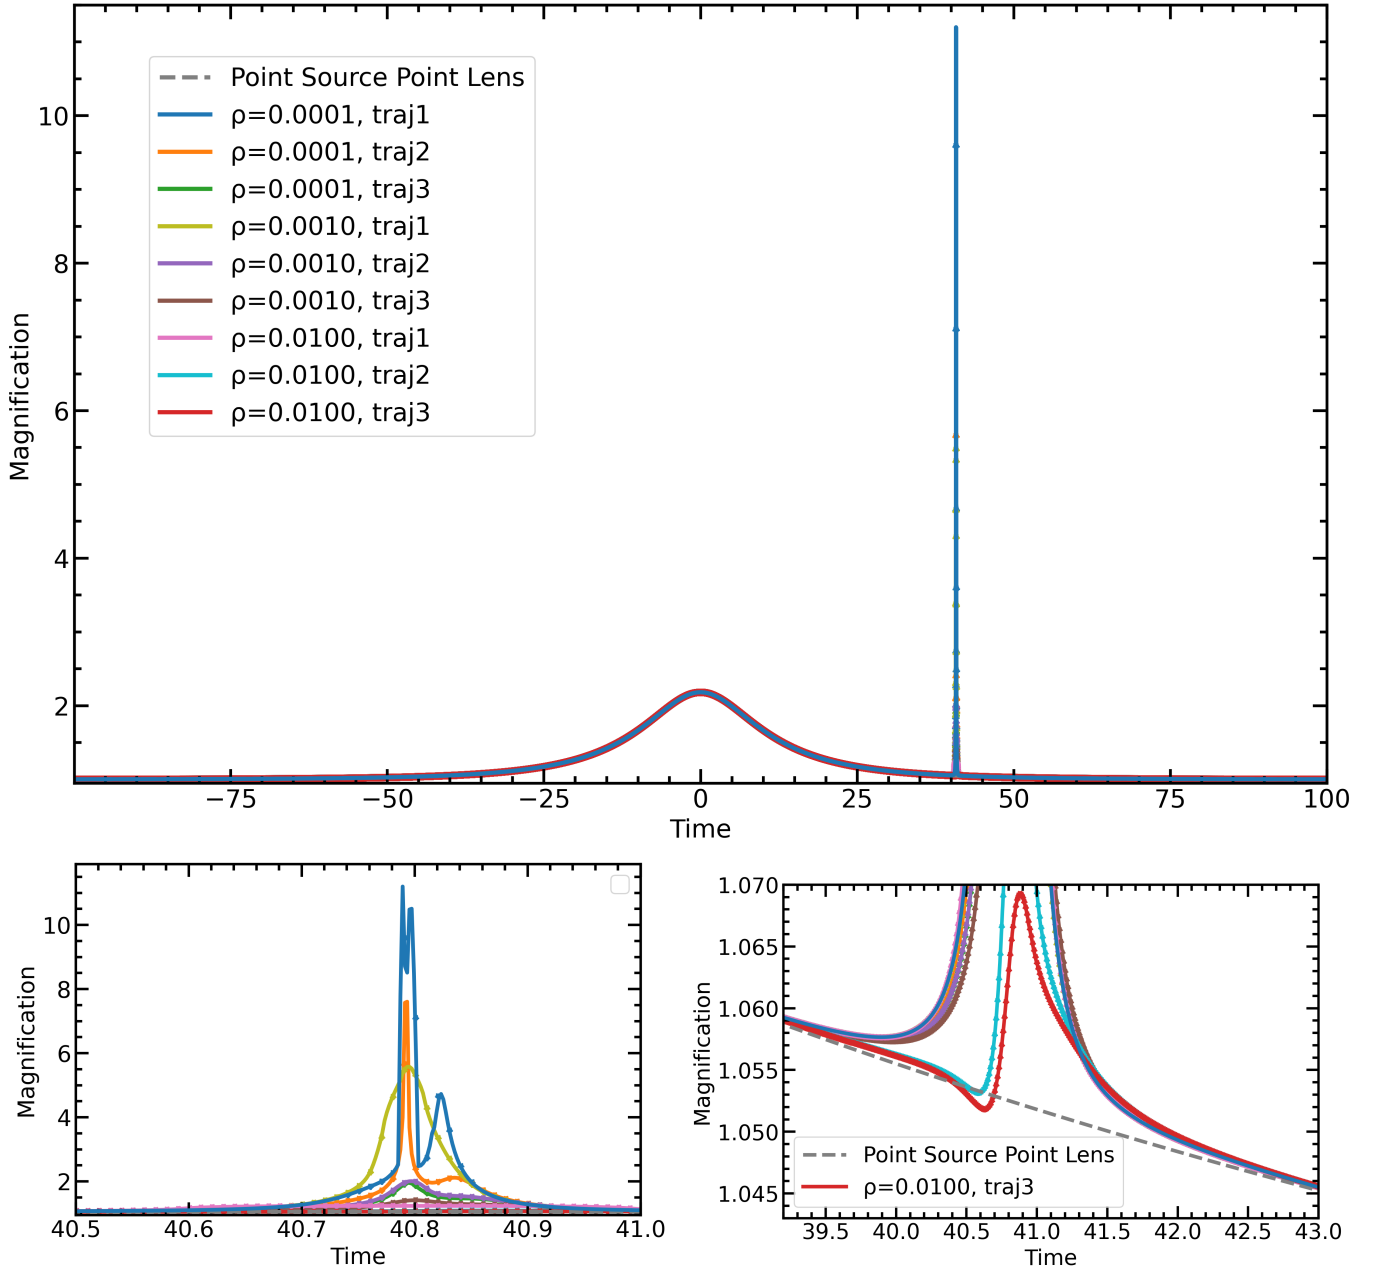 10
8
6
4
2
Magnification
Point Source Point Lens
ρ=0.0001, traj1
ρ=0.0001, traj2
ρ=0.0001, traj3
ρ=0.0010, traj1
ρ=0.0010, traj2
ρ=0.0010, traj3
ρ=0.0100, traj1
ρ=0.0100, traj2
ρ=0.0100, traj3
−75 −50 −25 0 25 50 75 100
Time
10
8
6
4
2
Magnification
40.5 40.6 40.7 40.8 40.9 41.0
Time
1.070
1.065
1.060
1.055
1.050
1.045
Magnification
Point Source Point Lens
ρ=0.0100, traj3
39.5 40.0 40.5 41.0 41.5 42.0 42.5 43.0
Time